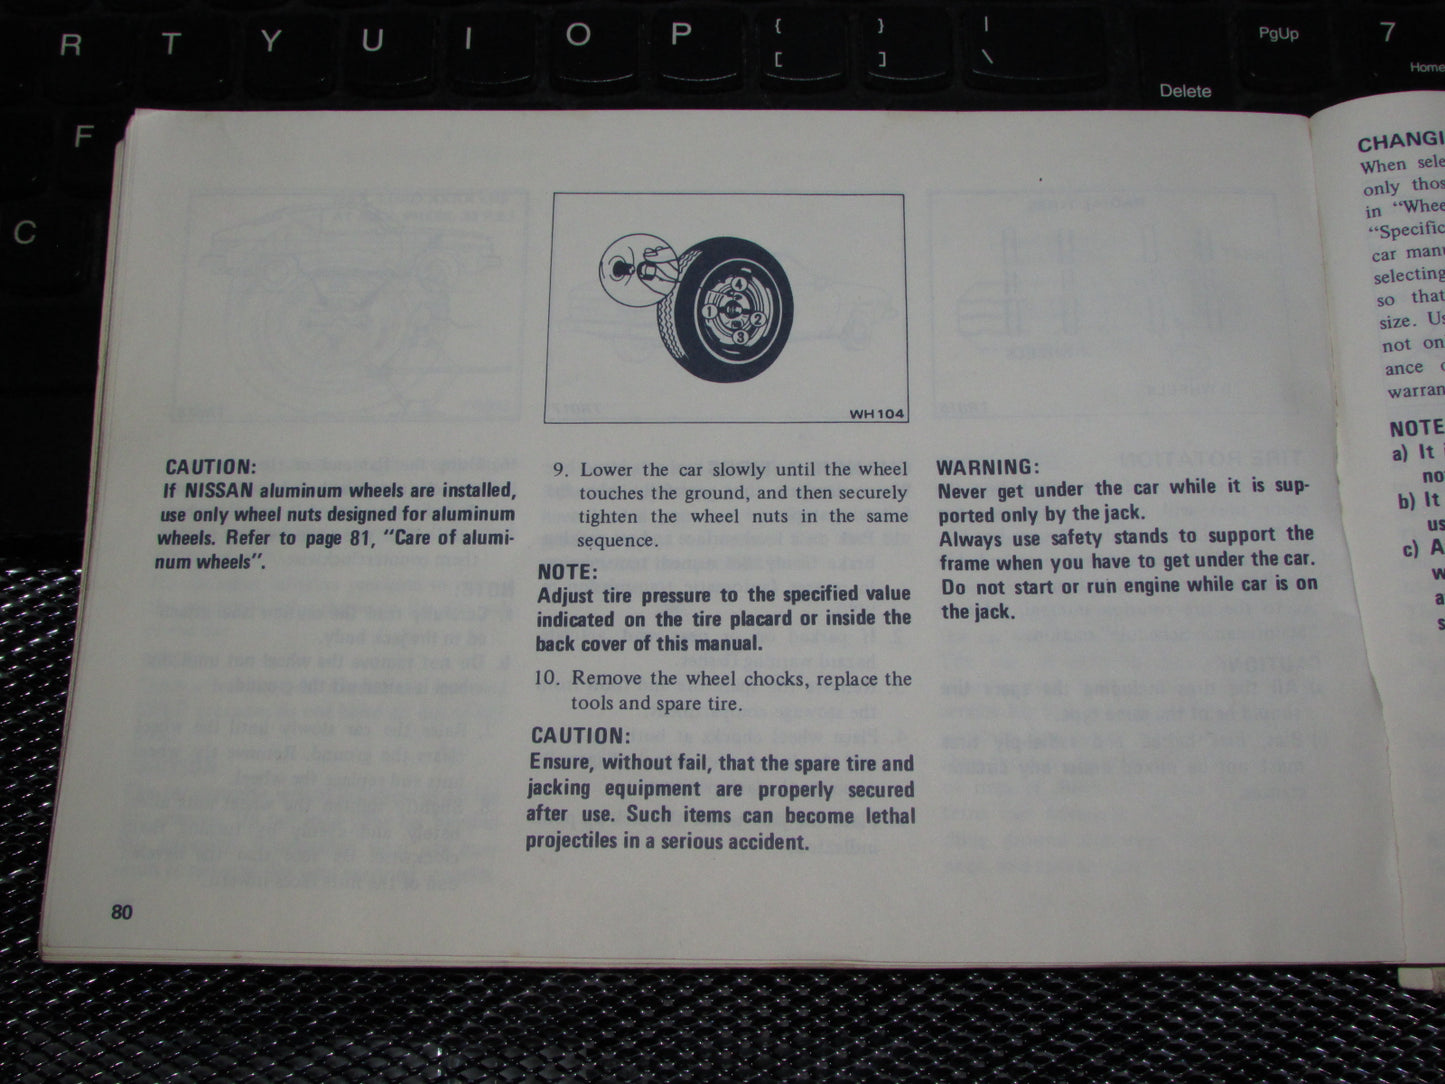 R T Y U I O P { [ } ] | \ PgUp 7
Home
Delete
F
C
4
1
2
3
WH104
CAUTION:
If NISSAN aluminum wheels are installed,
use only wheel nuts designed for aluminum
wheels. Refer to page 81, “Care of alumi-
num wheels”.
9. Lower the car slowly until the wheel
touches the ground, and then securely
tighten the wheel nuts in the same
sequence.
NOTE:
Adjust tire pressure to the specified value
indicated on the tire placard or inside the
back cover of this manual.
10. Remove the wheel chocks, replace the
tools and spare tire.
CAUTION:
Ensure, without fail, that the spare tire and
jacking equipment are properly secured
after use. Such items can become lethal
projectiles in a serious accident.
WARNING:
Never get under the car while it is sup-
ported only by the jack.
Always use safety stands to support the
frame when you have to get under the car.
Do not start or run engine while car is on
the jack.
80
CHANGI
When sele
only thos
in “Whee
“Specific
car manu
selecting
so that
size. Us
not on
ance
warran
NOTE
a) It
no
b) It
us
c) A
w
a
s